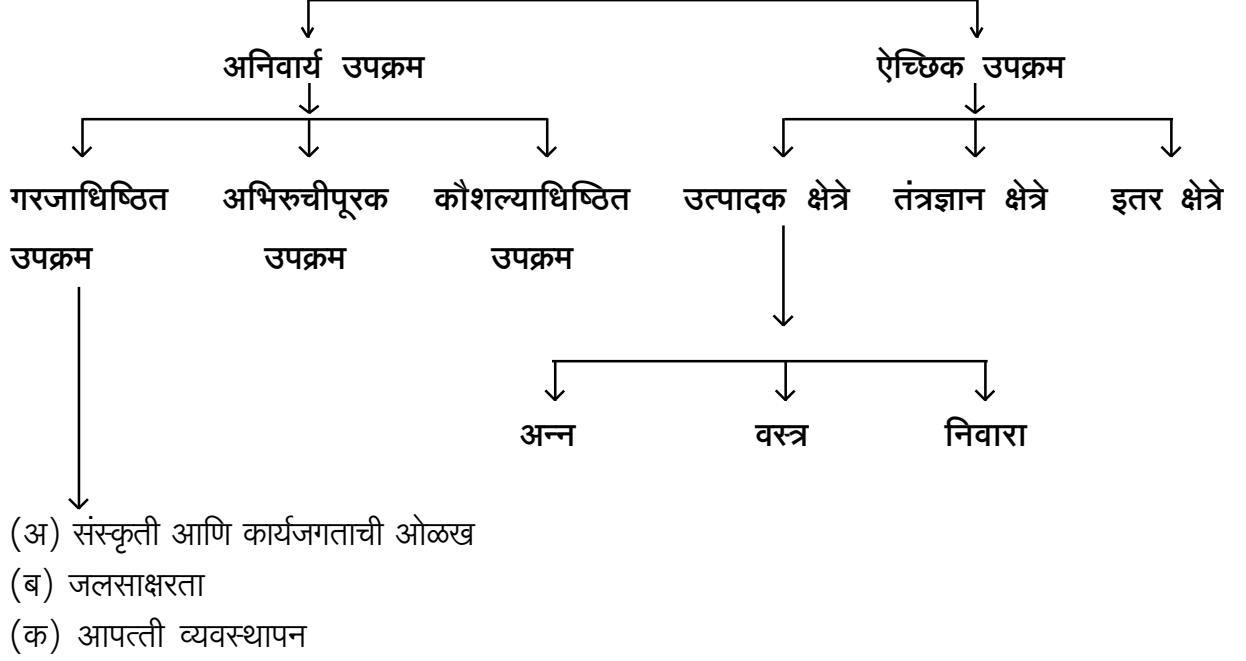 अनिवार्य उपक्रम ऐच्छिक उपक्रम
गरजाधिष्ठित अभिरुचीपूरक कौशल्याधिष्ठित उत्पादक क्षेत्रे तंत्रज्ञान क्षेत्रे इतर क्षेत्रे
उपक्रम उपक्रम उपक्रम
अन्न वस्त्र निवारा
(अ) संस्कृती आणि कार्यजगताची ओळख
(ब) जलसाक्षरता
(क) आपत्ती व्यवस्थापन